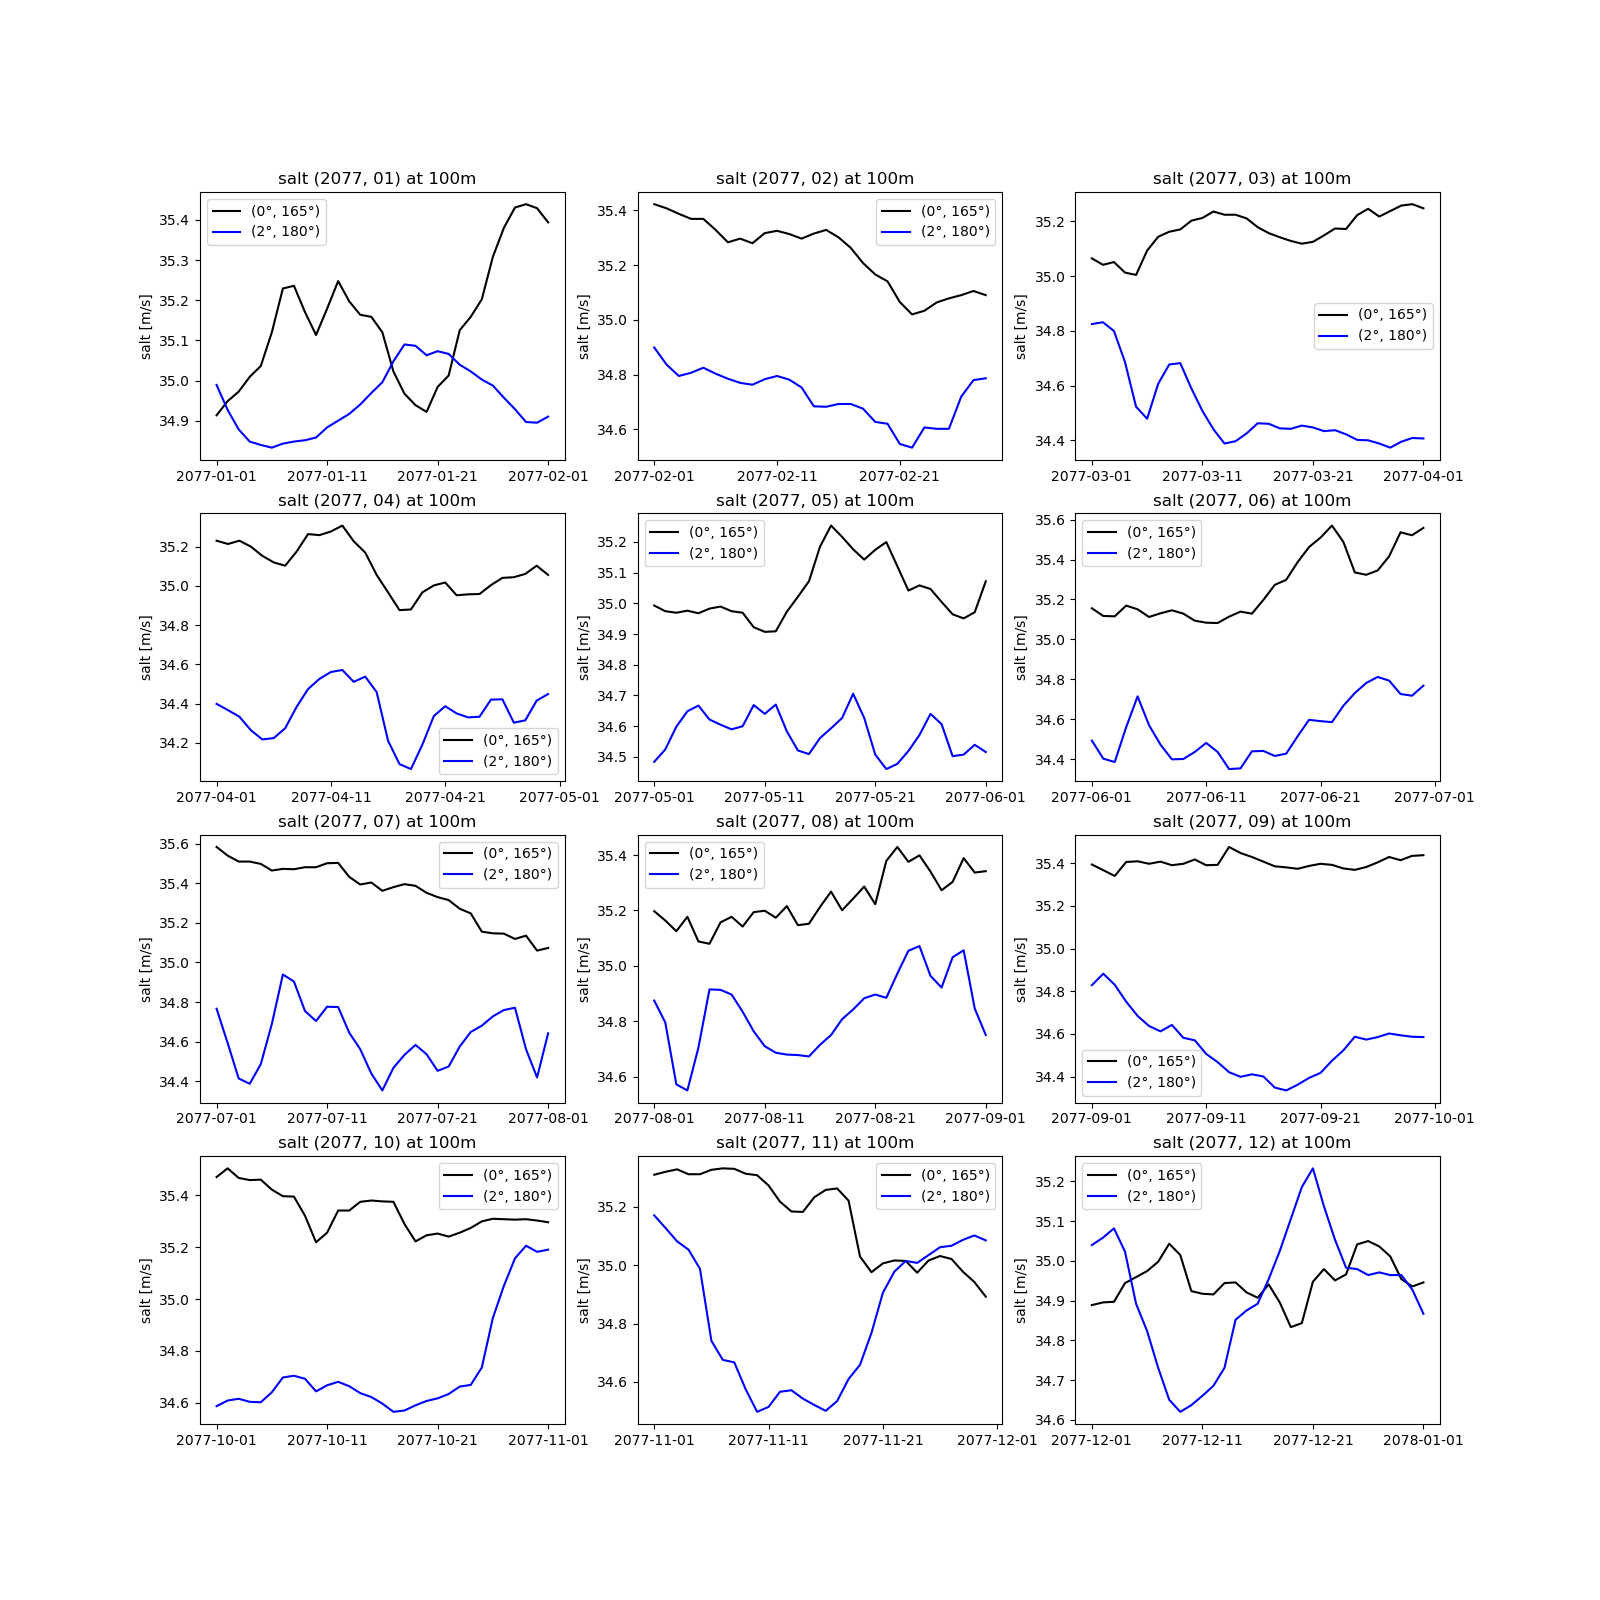 salt (2077, 01) at 100m
salt [m/s]
35.4
35.3
35.2
35.1
35.0
34.9
(0°, 165°)
(2°, 180°)
2077-01-01 2077-01-11 2077-01-21 2077-02-01
salt (2077, 02) at 100m
salt [m/s]
35.4
35.2
35.0
34.8
34.6
(0°, 165°)
(2°, 180°)
2077-02-01 2077-02-11 2077-02-21
salt (2077, 03) at 100m
salt [m/s]
35.2
35.0
34.8
34.6
34.4
(0°, 165°)
(2°, 180°)
2077-03-01 2077-03-11 2077-03-21 2077-04-01
salt (2077, 04) at 100m
salt [m/s]
35.2
35.0
34.8
34.6
34.4
34.2
(0°, 165°)
(2°, 180°)
2077-04-01 2077-04-11 2077-04-21 2077-05-01
salt (2077, 05) at 100m
salt [m/s]
35.2
35.1
35.0
34.9
34.8
34.7
34.6
34.5
(0°, 165°)
(2°, 180°)
2077-05-01 2077-05-11 2077-05-21 2077-06-01
salt (2077, 06) at 100m
salt [m/s]
35.6
35.4
35.2
35.0
34.8
34.6
34.4
(0°, 165°)
(2°, 180°)
2077-06-01 2077-06-11 2077-06-21 2077-07-01
salt (2077, 07) at 100m
salt [m/s]
35.6
35.4
35.2
35.0
34.8
34.6
34.4
(0°, 165°)
(2°, 180°)
2077-07-01 2077-07-11 2077-07-21 2077-08-01
salt (2077, 08) at 100m
salt [m/s]
35.4
35.2
35.0
34.8
34.6
(0°, 165°)
(2°, 180°)
2077-08-01 2077-08-11 2077-08-21 2077-09-01
salt (2077, 09) at 100m
salt [m/s]
35.4
35.2
35.0
34.8
34.6
34.4
(0°, 165°)
(2°, 180°)
2077-09-01 2077-09-11 2077-09-21 2077-10-01
salt (2077, 10) at 100m
salt [m/s]
35.4
35.2
35.0
34.8
34.6
(0°, 165°)
(2°, 180°)
2077-10-01 2077-10-11 2077-10-21 2077-11-01
salt (2077, 11) at 100m
salt [m/s]
35.2
35.0
34.8
34.6
(0°, 165°)
(2°, 180°)
2077-11-01 2077-11-11 2077-11-21 2077-12-01
salt (2077, 12) at 100m
salt [m/s]
35.2
35.1
35.0
34.9
34.8
34.7
34.6
(0°, 165°)
(2°, 180°)
2077-12-01 2077-12-11 2077-12-21 2078-01-01